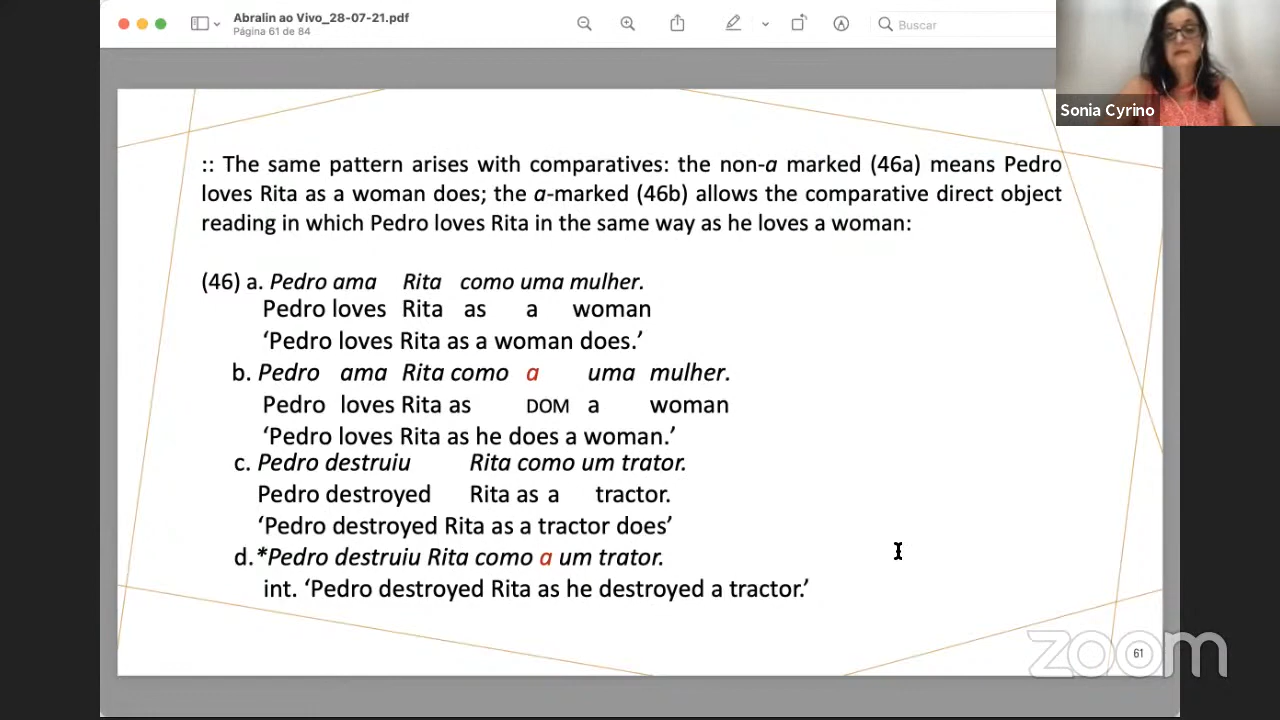 Abralin ao Vivo_28-07-21.pdf
Página 61 de 84
Buscar
Sonia Cyrino
:: The same pattern arises with comparatives: the non-a marked (46a) means Pedro
loves Rita as a woman does; the a-marked (46b) allows the comparative direct object
reading in which Pedro loves Rita in the same way as he loves a woman:
(46) a. Pedro ama Rita como uma mulher.
Pedro loves Rita as a woman
‘Pedro loves Rita as a woman does.’
b. Pedro ama Rita como a uma mulher.
Pedro loves Rita as DOM a woman
‘Pedro loves Rita as he does a woman.’
c. Pedro destruiu Rita como um trator.
Pedro destroyed Rita as a tractor.
‘Pedro destroyed Rita as a tractor does’
d.*Pedro destruiu Rita como a um trator.
int. ‘Pedro destroyed Rita as he destroyed a tractor.’
zoom
61